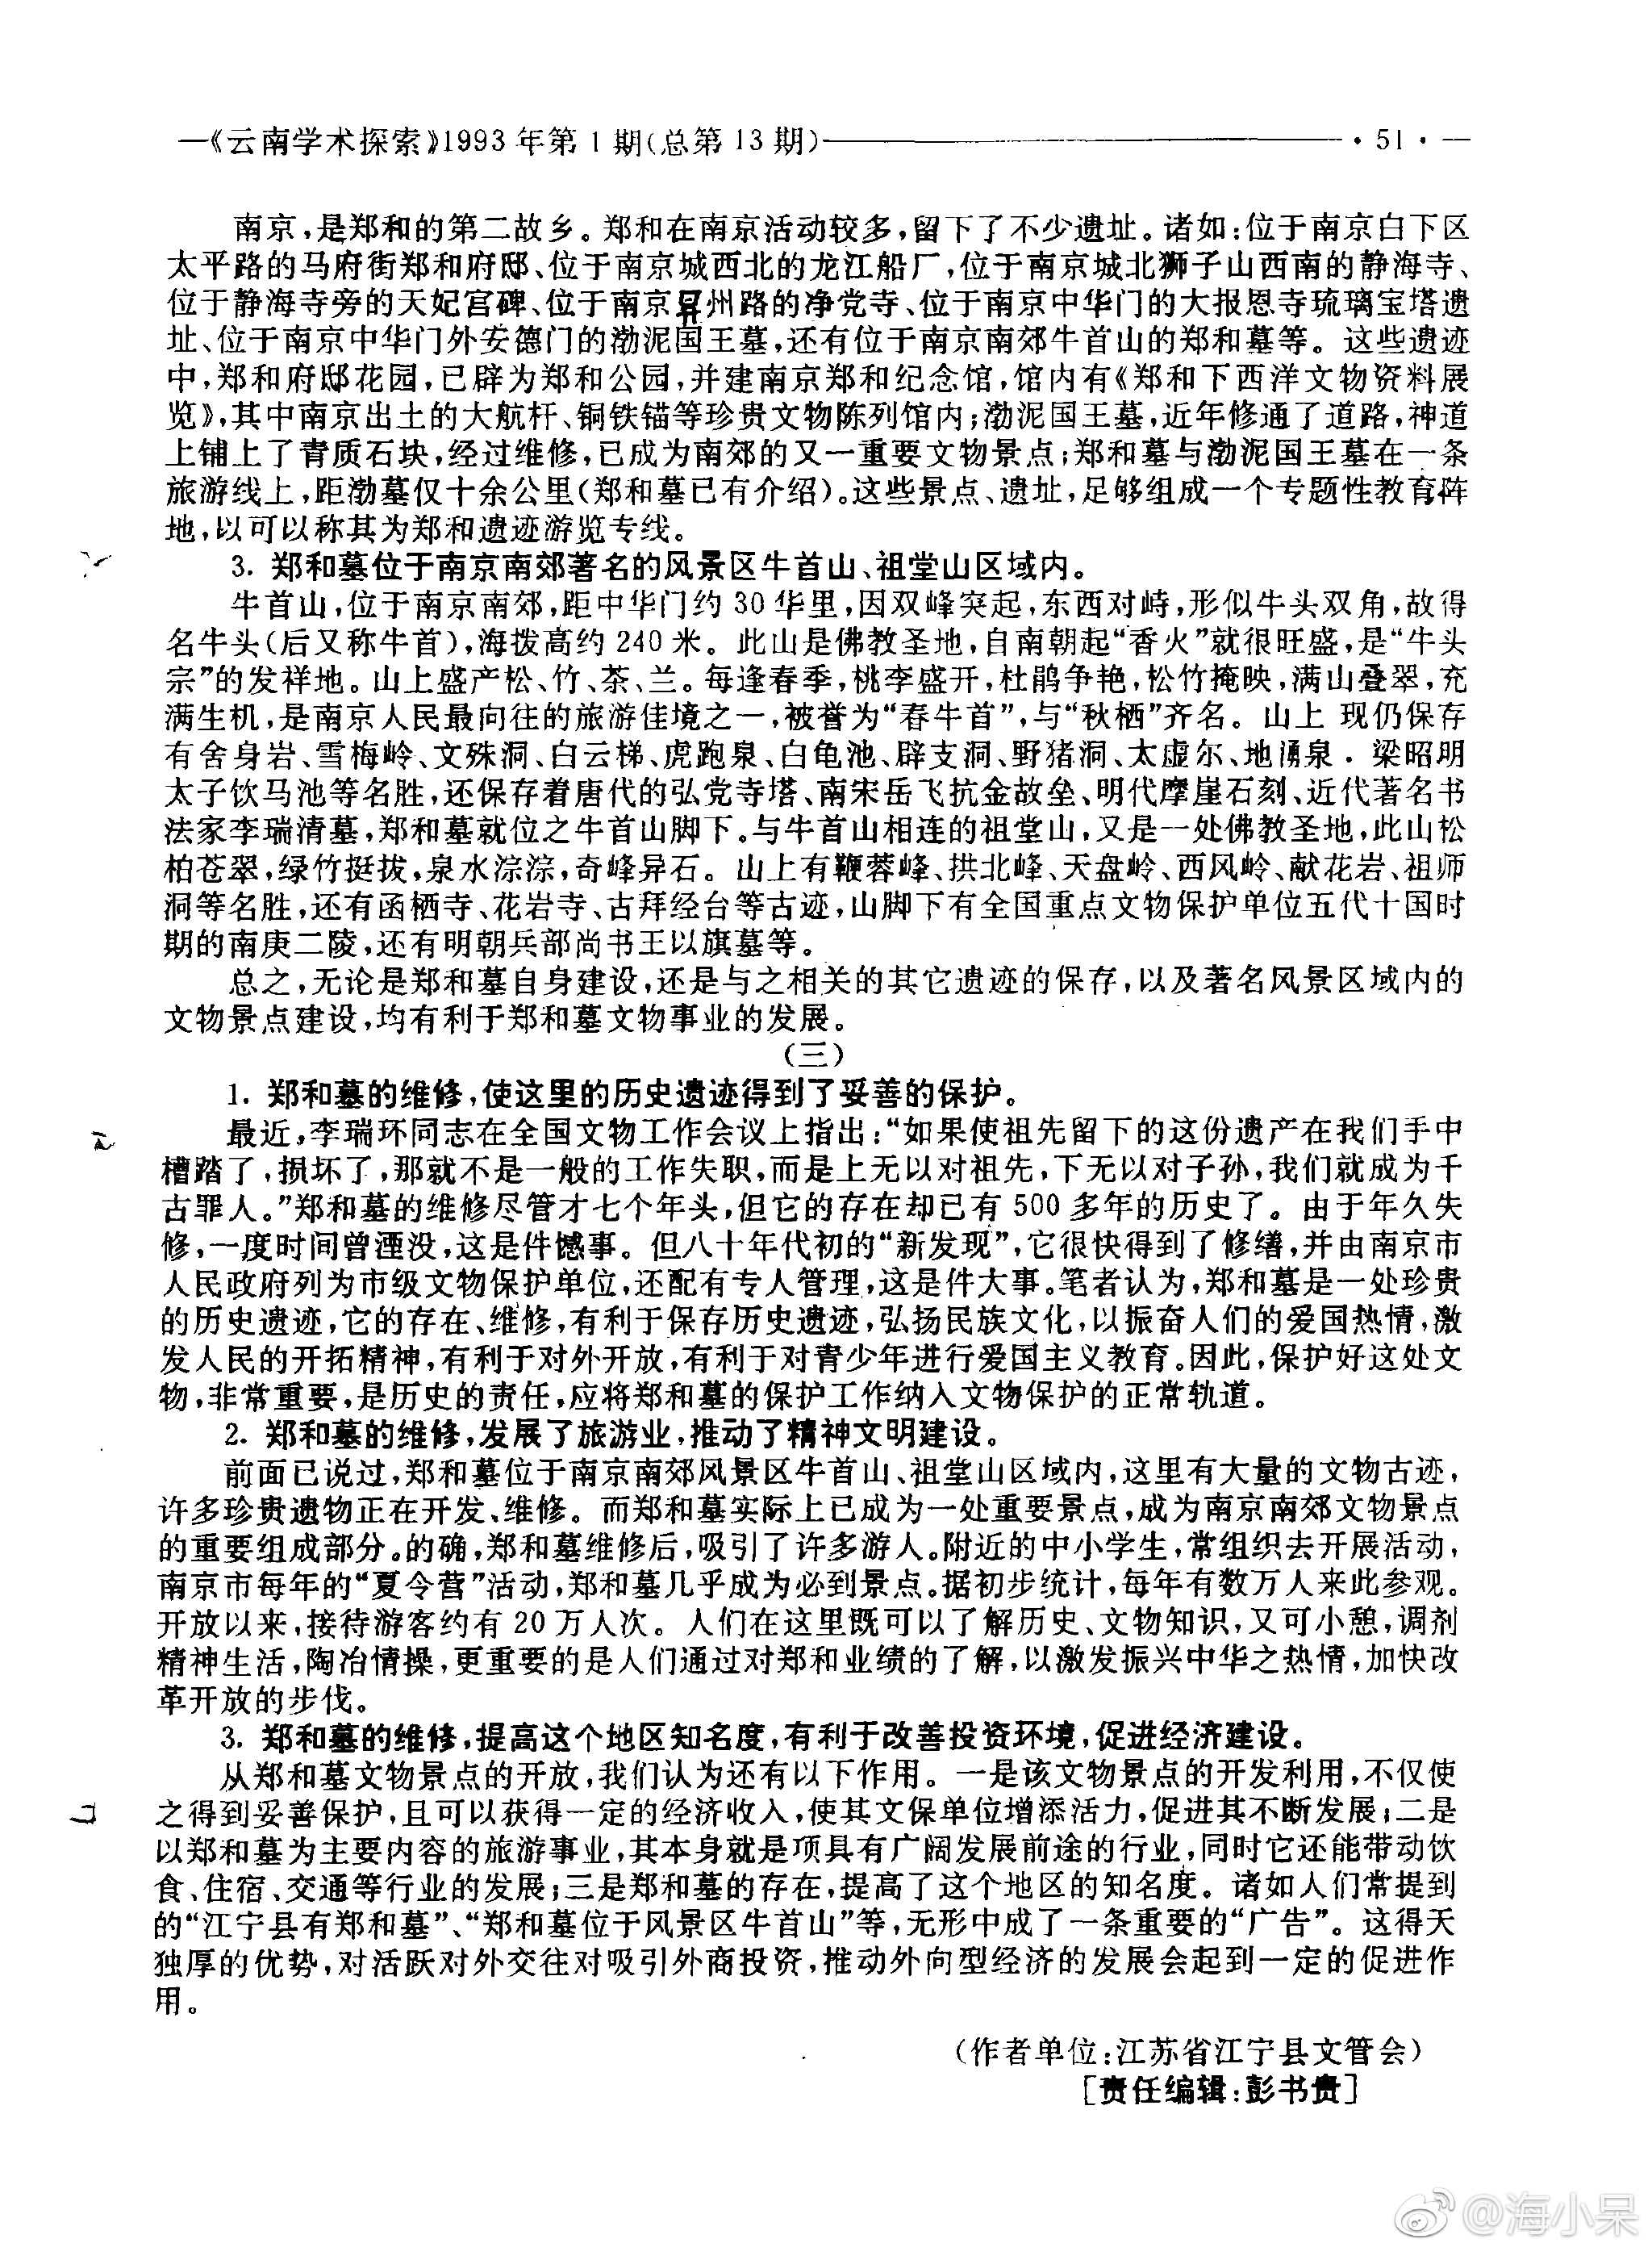 《云南学术探索》1993年第1期(总第13期) ·51·
南京,是郑和的第二故乡。郑和在南京活动较多,留下了不少遗址。诸如:位于南京白下区
太平路的马府街郑和府邸、位于南京城西北的龙江船厂,位于南京城北狮子山西南的静海寺、
位于静海寺旁的天妃宫碑、位于南京昇州路的净党寺、位于南京中华门的大报恩寺琉璃宝塔遗
址、位于南京中华门外安德门的渤泥国王墓,还有位于南京南郊牛首山的郑和墓等。这些遗迹
中,郑和府邸花园,已辟为郑和公园,并建南京郑和纪念馆,馆内有《郑和下西洋文物资料展
览》,其中南京出土的大航杆、铜铁锚等珍贵文物陈列馆内;渤泥国王墓,近年修通了道路,神道
上铺上了青质石块,经过维修,已成为南郊的又一重要文物景点;郑和墓与渤泥国王墓在一条
旅游线上,距渤墓仅十余公里(郑和墓已有介绍)。这些景点、遗址,足够组成一个专题性教育阵
地,以可以称其为郑和遗迹游览专线。
3. 郑和墓位于南京南郊著名的风景区牛首山、祖堂山区域内。
牛首山,位于南京南郊,距中华门约30华里,因双峰突起,东西对峙,形似牛头双角,故得
名牛头(后又称牛首),海拨高约240米。此山是佛教圣地,自南朝起“香火”就很旺盛,是“牛头
宗”的发祥地。山上盛产松、竹、茶、兰。每逢春季,桃李盛开,杜鹃争艳,松竹掩映,满山叠翠,充
满生机,是南京人民最向往的旅游佳境之一,被誉为“春牛首”,与“秋栖”齐名。山上 现仍保存
有舍身岩、雪梅岭、文殊洞、白云梯、虎跑泉、白龟池、辟支洞、野猪洞、太虚尔、地涌泉·梁昭明
太子饮马池等名胜,还保存着唐代的弘党寺塔、南宋岳飞抗金故垒、明代摩崖石刻、近代著名书
法家李瑞清墓,郑和墓就位之牛首山脚下。与牛首山相连的祖堂山,又是一处佛教圣地,此山松
柏苍翠,绿竹挺拔,泉水淙淙,奇峰异石。山上有鞭蓉峰、拱北峰、天盘岭、西风岭、献花岩、祖师
洞等名胜,还有函栖寺、花岩寺、古拜经台等古迹,山脚下有全国重点文物保护单位五代十国时
期的南庚二陵,还有明朝兵部尚书王以旗墓等。
总之,无论是郑和墓自身建设,还是与之相关的其它遗迹的保存,以及著名风景区域内的
文物景点建设,均有利于郑和墓文物事业的发展。
(三)
1. 郑和墓的维修,使这里的历史遗迹得到了妥善的保护。
最近,李瑞环同志在全国文物工作会议上指出:“如果使祖先留下的这份遗产在我们手中
槽踏了,损坏了,那就不是一般的工作失职,而是上无以对祖先,下无以对子孙,我们就成为千
古罪人。”郑和墓的维修尽管才七个年头,但它的存在却已有500多年的历史了。由于年久失
修,一度时间曾湮没,这是件憾事。但八十年代初的“新发现”,它很快得到了修缮,并由南京市
人民政府列为市级文物保护单位,还配有专人管理,这是件大事。笔者认为,郑和墓是一处珍贵
的历史遗迹,它的存在、维修,有利于保存历史遗迹,弘扬民族文化,以振奋人们的爱国热情,激
发人民的开拓精神,有利于对外开放,有利于对青少年进行爱国主义教育。因此,保护好这处文
物,非常重要,是历史的责任,应将郑和墓的保护工作纳入文物保护的正常轨道。
2. 郑和墓的维修,发展了旅游业,推动了精神文明建设。
前面已说过,郑和墓位于南京南郊风景区牛首山、祖堂山区域内,这里有大量的文物古迹,
许多珍贵遗物正在开发、维修。而郑和墓实际上已成为一处重要景点,成为南京南郊文物景点
的重要组成部分。的确,郑和墓维修后,吸引了许多游人。附近的中小学生,常组织去开展活动,
南京市每年的“夏令营”活动,郑和墓几乎成为必到景点。据初步统计,每年有数万人来此参观。
开放以来,接待游客约有20万人次。人们在这里既可以了解历史、文物知识,又可小憩,调剂
精神生活,陶冶情操,更重要的是人们通过对郑和业绩的了解,以激发振兴中华之热情,加快改
革开放的步伐。
3. 郑和墓的维修,提高这个地区知名度,有利于改善投资环境,促进经济建设。
从郑和墓文物景点的开放,我们认为还有以下作用。一是该文物景点的开发利用,不仅使
之得到妥善保护,且可以获得一定的经济收入,使其文保单位增添活力,促进其不断发展;二是
以郑和墓为主要内容的旅游事业,其本身就是项具有广阔发展前途的行业,同时它还能带动饮
食、住宿、交通等行业的发展;三是郑和墓的存在,提高了这个地区的知名度。诸如人们常提到
的“江宁县有郑和墓”、“郑和墓位于风景区牛首山”等,无形中成了一条重要的“广告”。这得天
独厚的优势,对活跃对外交往对吸引外商投资,推动外向型经济的发展会起到一定的促进作
用。
(作者单位:江苏省江宁县文管会)
[责任编辑:彭书贵]
@海小呆